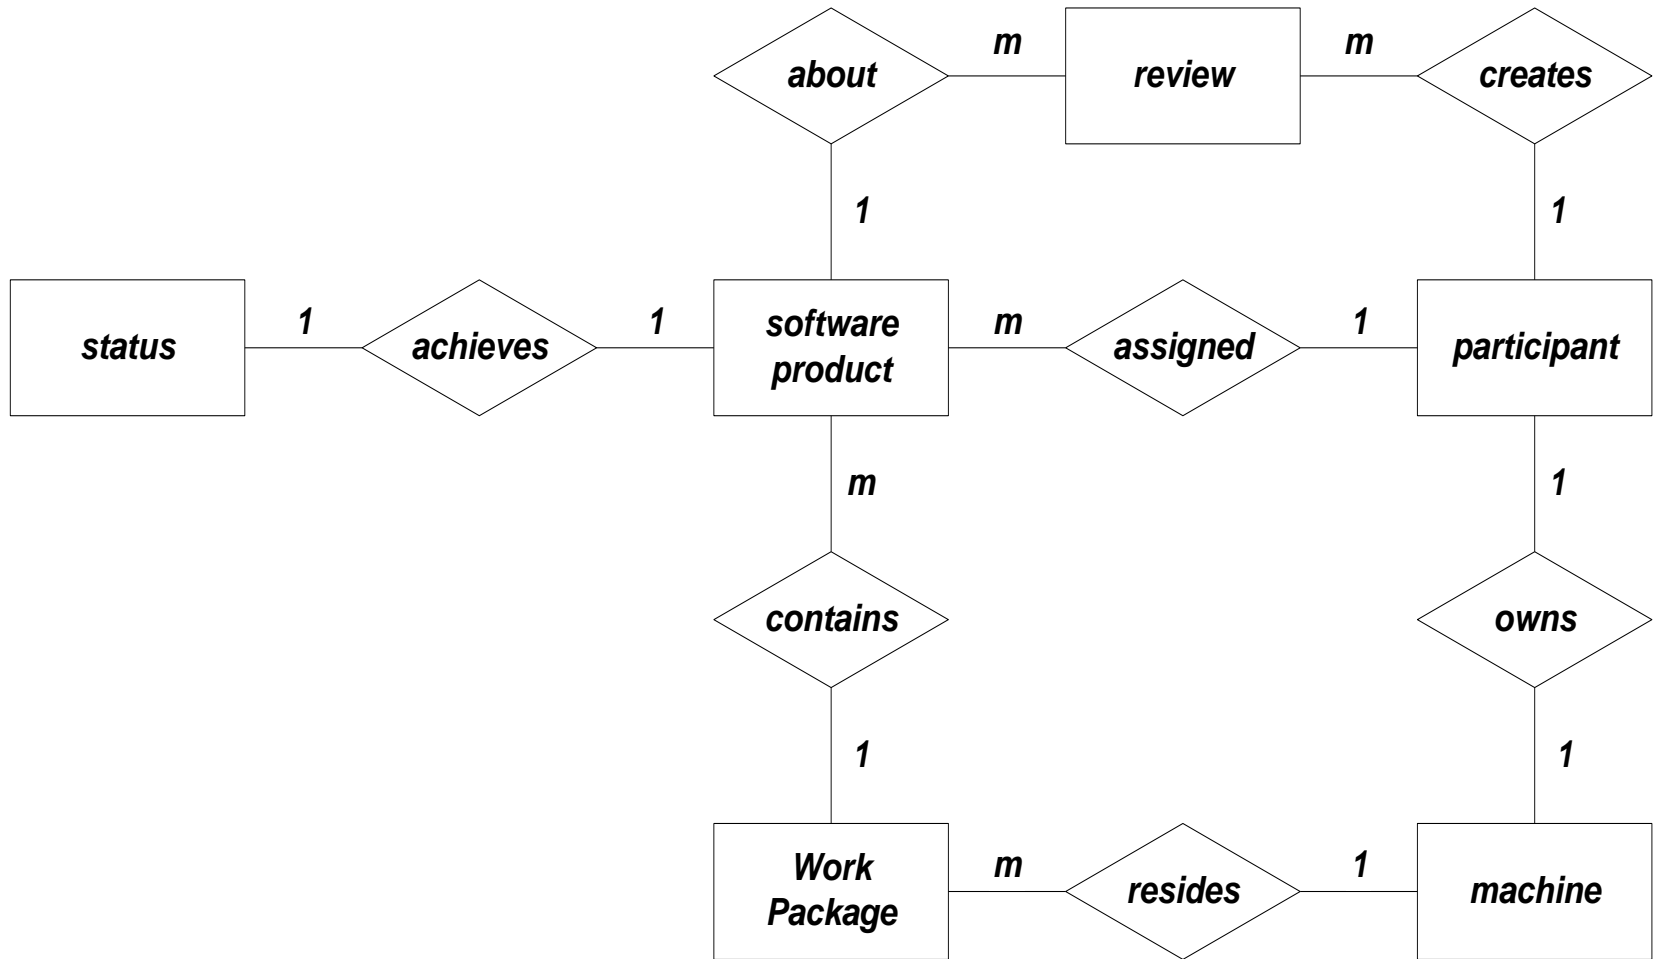 m
m
about
review
creates
1
1
status
1
achieves
1
software
product
m
assigned
1
participant
m
1
contains
owns
1
1
Work
Package
m
resides
1
machine